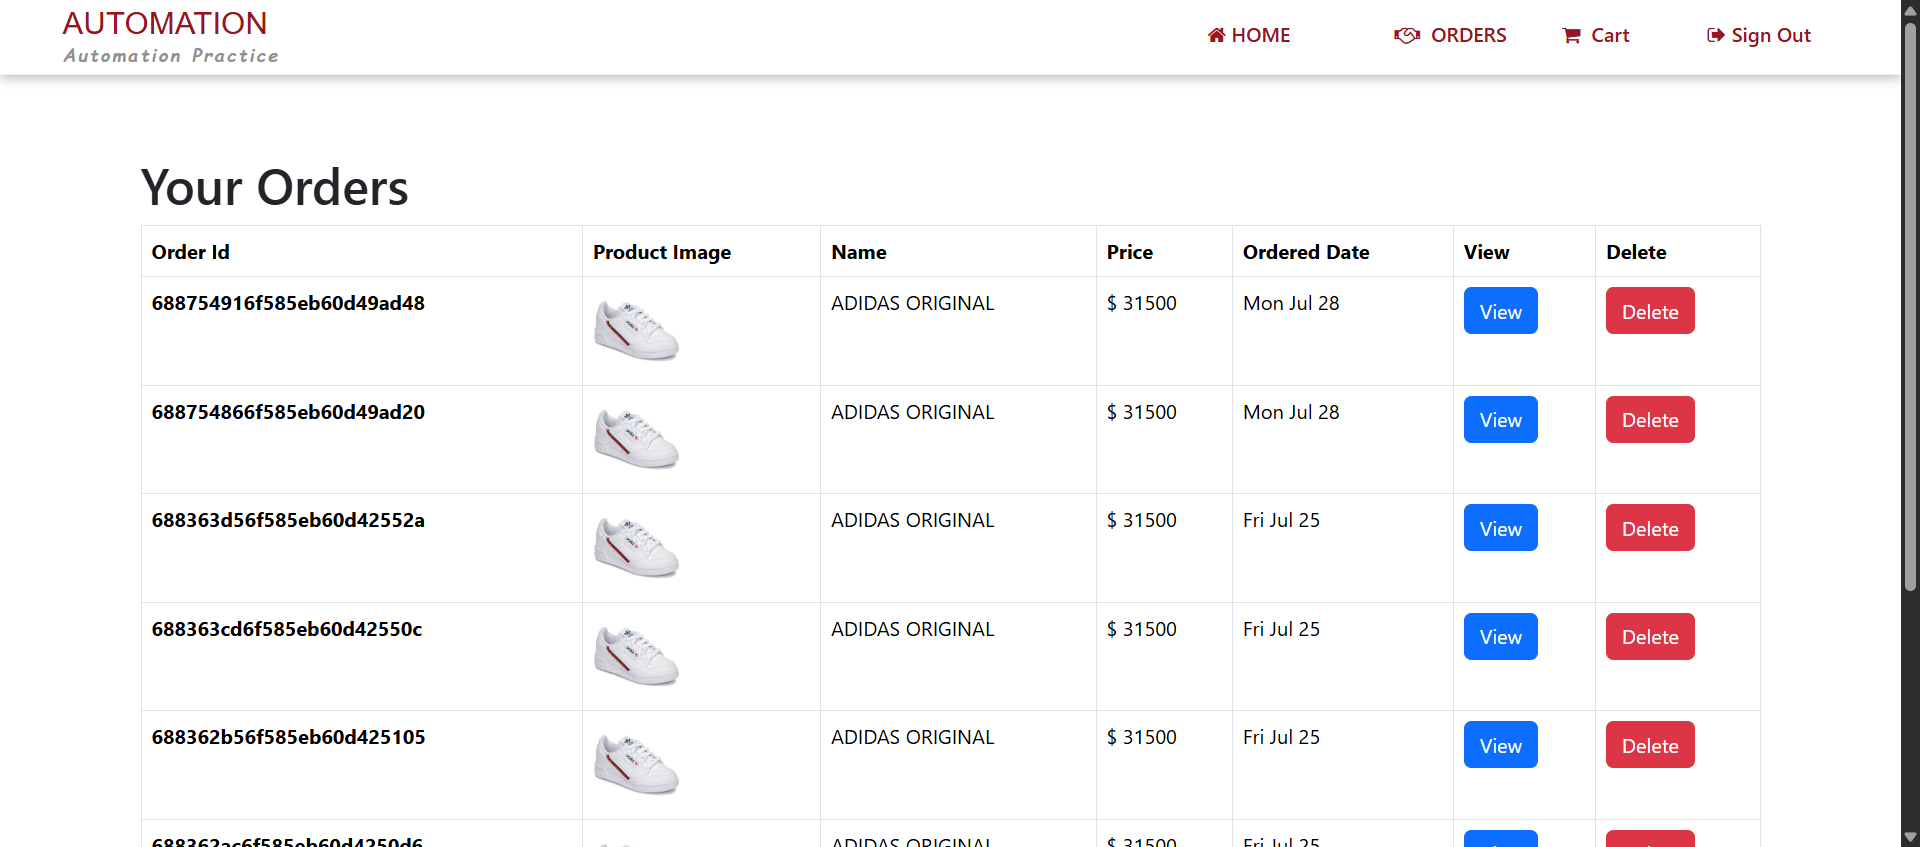 AUTOMATION
Automation Practice
HOME ORDERS Cart Sign Out
Your Orders
Order Id Product Image Name Price Ordered Date View Delete
688754916f585eb60d49ad48 ADIDAS ORIGINAL $ 31500 Mon Jul 28 View Delete
688754866f585eb60d49ad20 ADIDAS ORIGINAL $ 31500 Mon Jul 28 View Delete
688363d56f585eb60d42552a ADIDAS ORIGINAL $ 31500 Fri Jul 25 View Delete
688363cd6f585eb60d42550c ADIDAS ORIGINAL $ 31500 Fri Jul 25 View Delete
688362b56f585eb60d425105 ADIDAS ORIGINAL $ 31500 Fri Jul 25 View Delete
688362ac6f585eb60d4250d6 ADIDAS ORIGINAL $ 31500 Fri Jul 25